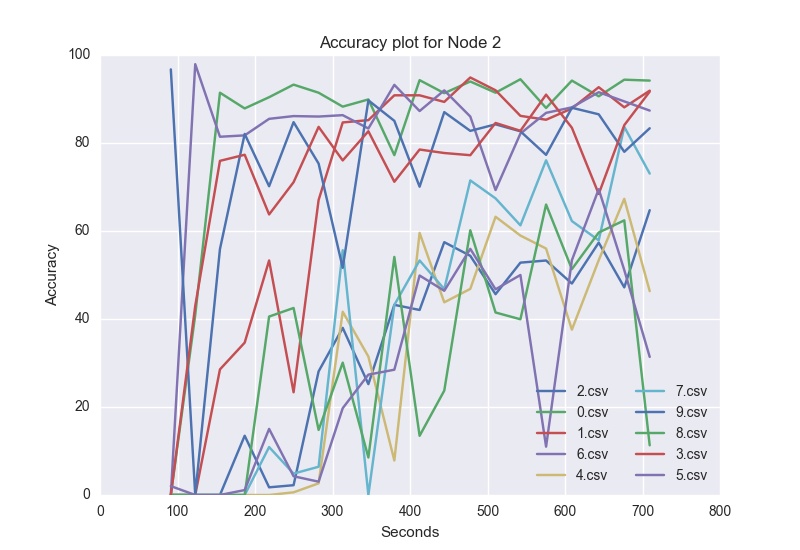 Accuracy plot for Node 2
100
80
60
40
20
0
Accuracy
0 100 200 300 400 500 600 700 800
Seconds
2.csv 7.csv
0.csv 9.csv
1.csv 8.csv
6.csv 3.csv
4.csv 5.csv